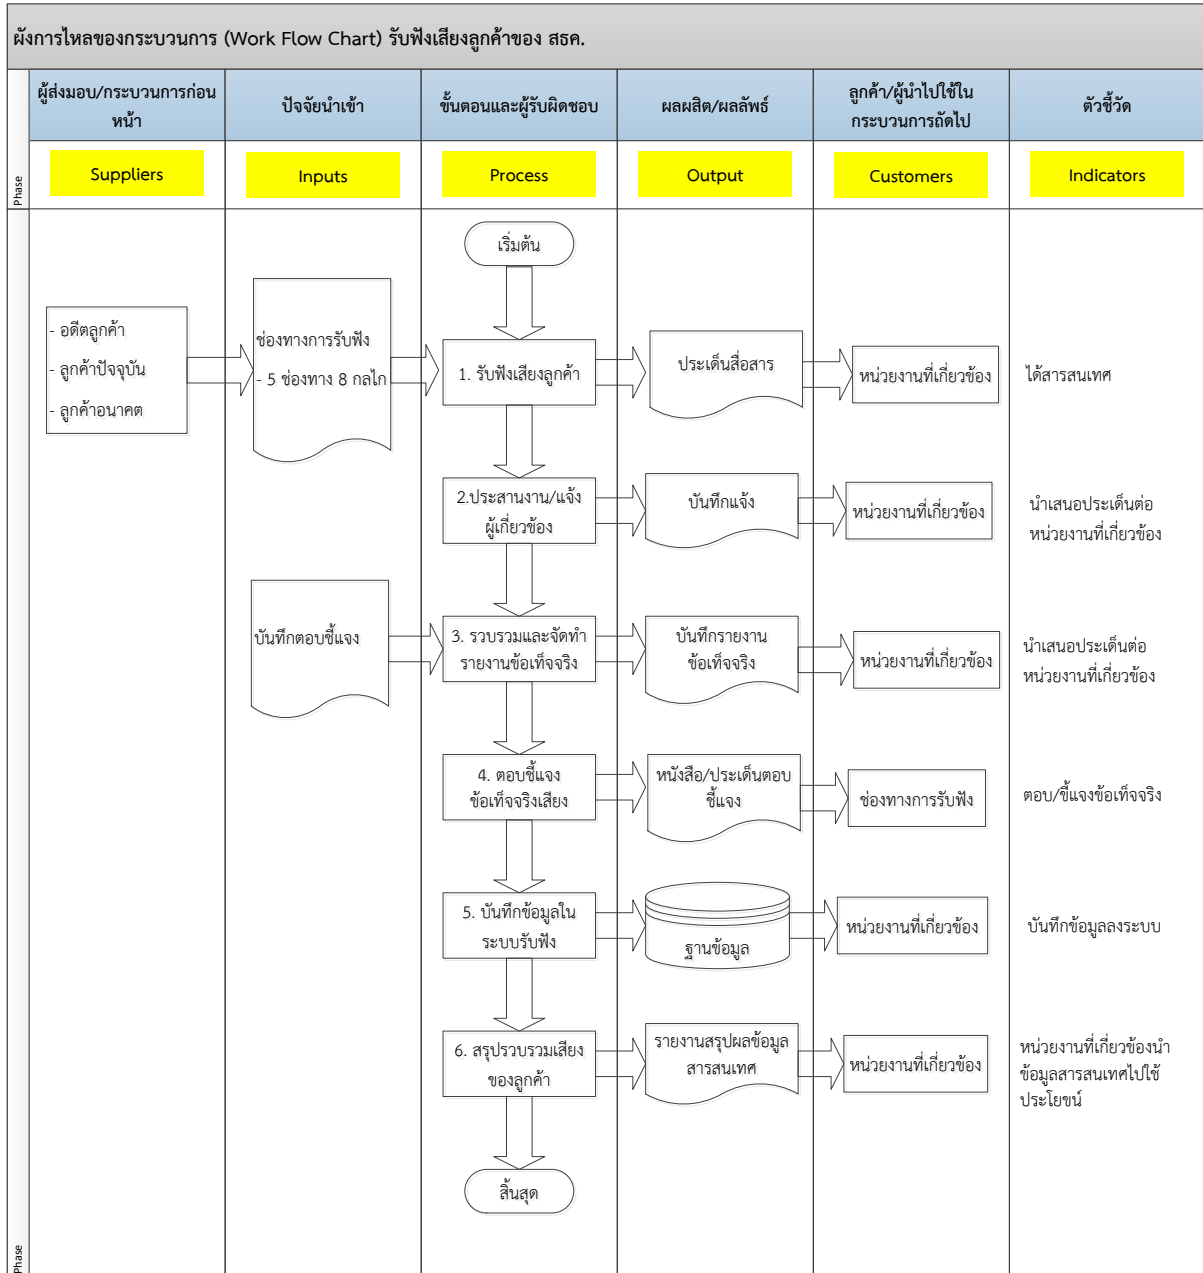 ผังการไหลของกระบวนการ (Work Flow Chart) รับฟังเสียงลูกค้าของ สธค.
ผู้ส่งมอบ/กระบวนการก่อน
หน้า
ปัจจัยนำเข้า
ขั้นตอนและผู้รับผิดชอบ
ผลผลิต/ผลลัพธ์
ลูกค้า/ผู้นำไปใช้ใน
กระบวนการถัดไป
ตัวชี้วัด
Phase
Suppliers
Inputs
Process
Output
Customers
Indicators
เริ่มต้น
- อดีตลูกค้า
- ลูกค้าปัจจุบัน
- ลูกค้าอนาคต
ช่องทางการรับฟัง
- 5 ช่องทาง 8 กลไก
1. รับฟังเสียงลูกค้า
ประเด็นสื่อสาร
หน่วยงานที่เกี่ยวข้อง
ได้สารสนเทศ
2.ประสานงาน/แจ้ง
ผู้เกี่ยวข้อง
บันทึกแจ้ง
หน่วยงานที่เกี่ยวข้อง
นำเสนอประเด็นต่อ
หน่วยงานที่เกี่ยวข้อง
บันทึกตอบชี้แจง
3. รวบรวมและจัดทำ
รายงานข้อเท็จจริง
บันทึกรายงาน
ข้อเท็จจริง
หน่วยงานที่เกี่ยวข้อง
นำเสนอประเด็นต่อ
หน่วยงานที่เกี่ยวข้อง
4. ตอบชี้แจง
ข้อเท็จจริงเสียง
หนังสือ/ประเด็นตอบ
ชี้แจง
ช่องทางการรับฟัง
ตอบ/ชี้แจงข้อเท็จจริง
5. บันทึกข้อมูลใน
ระบบรับฟัง
ฐานข้อมูล
หน่วยงานที่เกี่ยวข้อง
บันทึกข้อมูลลงระบบ
6. สรุปรวบรวมเสียง
ของลูกค้า
รายงานสรุปผลข้อมูล
สารสนเทศ
หน่วยงานที่เกี่ยวข้อง
หน่วยงานที่เกี่ยวข้องนำ
ข้อมูลสารสนเทศไปใช้
ประโยขน์
สิ้นสุด
Phase